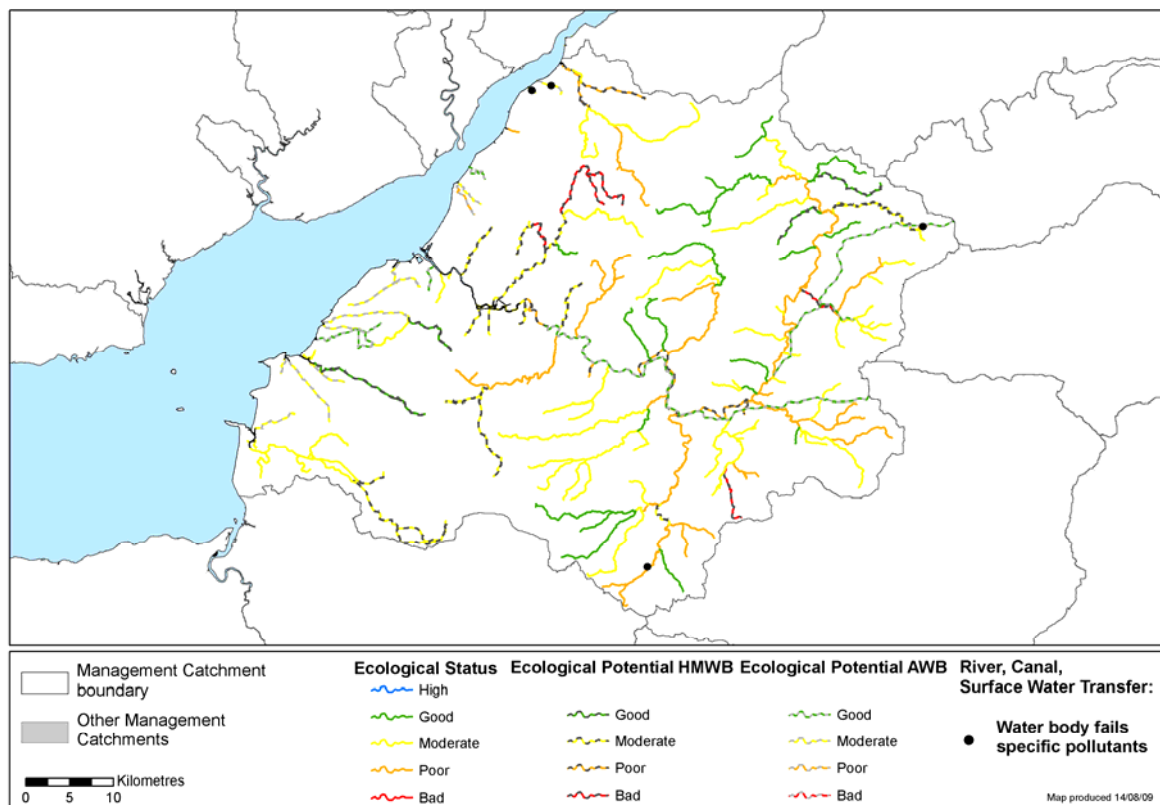 Management Catchment
boundary
Other Management
Catchments
Kilometres
0 5 10
Ecological Status
High
Good
Moderate
Poor
Bad
Ecological Potential HMWB
Good
Moderate
Poor
Bad
Ecological Potential AWB
Good
Moderate
Poor
Bad
River, Canal,
Surface Water Transfer:
Water body fails
specific pollutants
Map produced 14/08/09